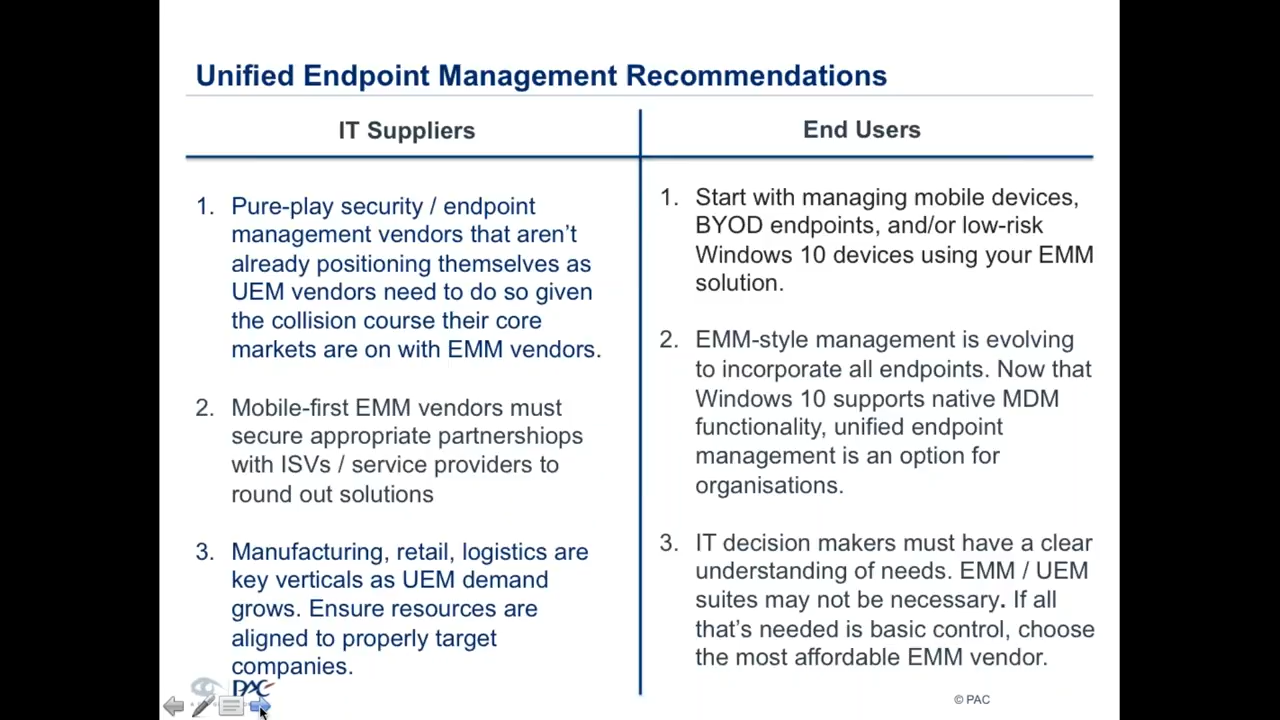 Unified Endpoint Management Recommendations
IT Suppliers
1. Pure-play security / endpoint
management vendors that aren’t
already positioning themselves as
UEM vendors need to do so given
the collision course their core
markets are on with EMM vendors.
2. Mobile-first EMM vendors must
secure appropriate partnershiops
with ISVs / service providers to
round out solutions
3. Manufacturing, retail, logistics are
key verticals as UEM demand
grows. Ensure resources are
aligned to properly target
companies.
End Users
1. Start with managing mobile devices,
BYOD endpoints, and/or low-risk
Windows 10 devices using your EMM
solution.
2. EMM-style management is evolving
to incorporate all endpoints. Now that
Windows 10 supports native MDM
functionality, unified endpoint
management is an option for
organisations.
3. IT decision makers must have a clear
understanding of needs. EMM / UEM
suites may not be necessary. If all
that’s needed is basic control, choose
the most affordable EMM vendor.
PAC
© PAC